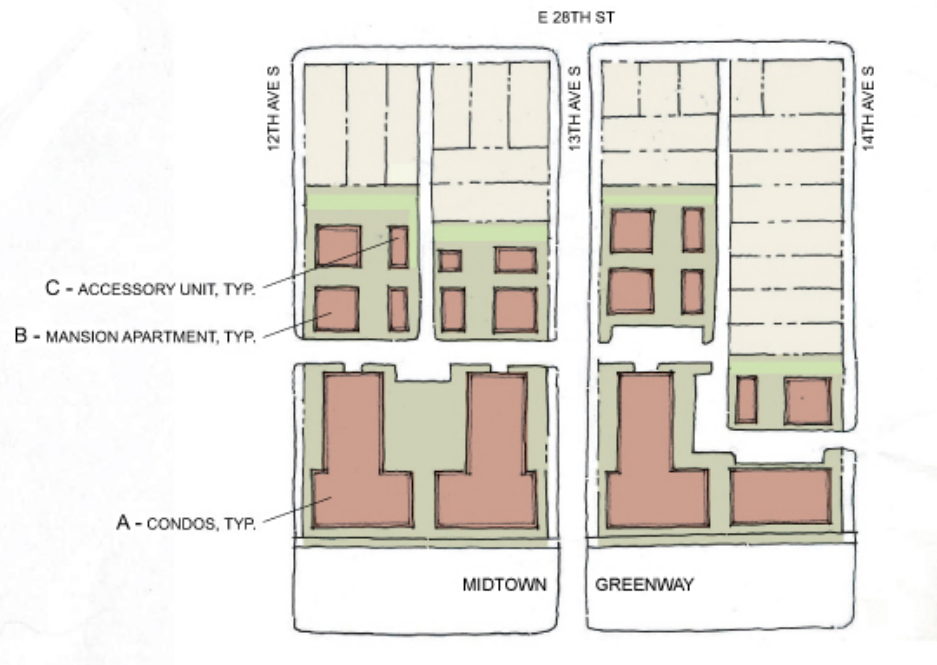 E 28TH ST
12TH AVE S
13TH AVE S
14TH AVE S
C - ACCESSORY UNIT, TYP.
B - MANSION APARTMENT, TYP.
A - CONDOS, TYP.
MIDTOWN GREENWAY